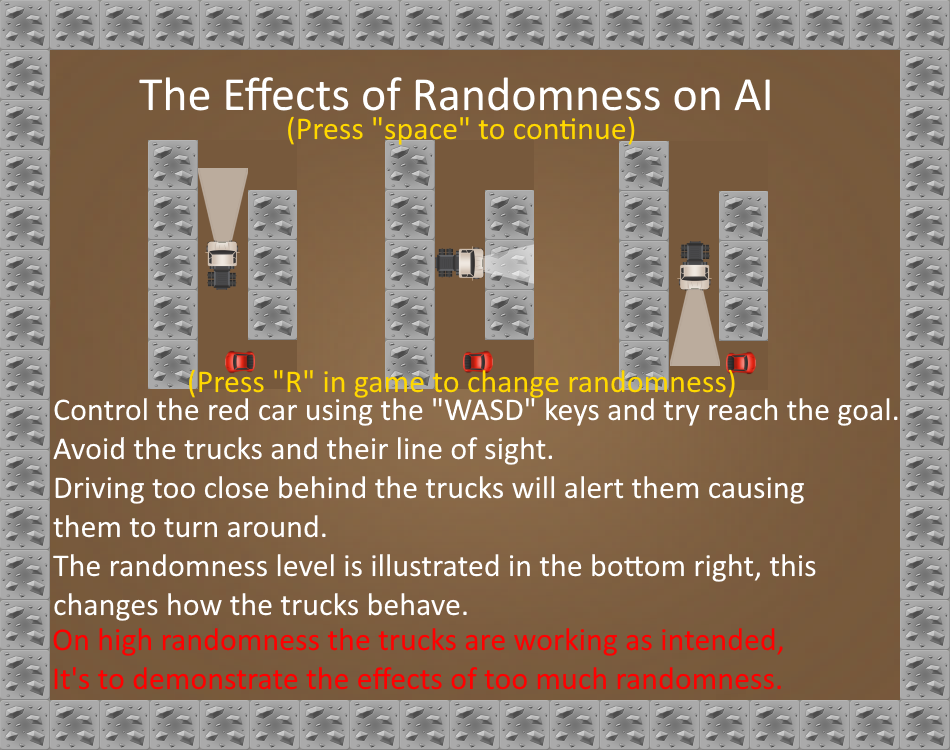 The Effects of Randomness on AI
(Press "space" to continue)
(Press "R" in game to change randomness)
Control the red car using the "WASD" keys and try reach the goal.
Avoid the trucks and their line of sight.
Driving too close behind the trucks will alert them causing
them to turn around.
The randomness level is illustrated in the bottom right, this
changes how the trucks behave.
On high randomness the trucks are working as intended,
It's to demonstrate the effects of too much randomness.